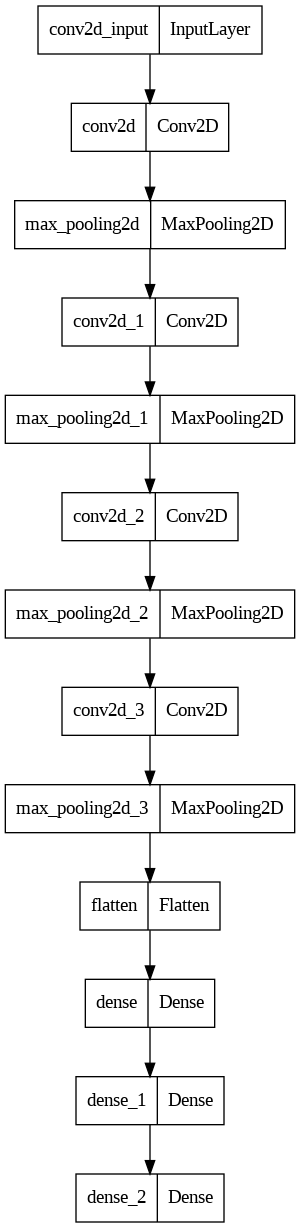 conv2d_input InputLayer
conv2d Conv2D
max_pooling2d MaxPooling2D
conv2d_1 Conv2D
max_pooling2d_1 MaxPooling2D
conv2d_2 Conv2D
max_pooling2d_2 MaxPooling2D
conv2d_3 Conv2D
max_pooling2d_3 MaxPooling2D
flatten Flatten
dense Dense
dense_1 Dense
dense_2 Dense